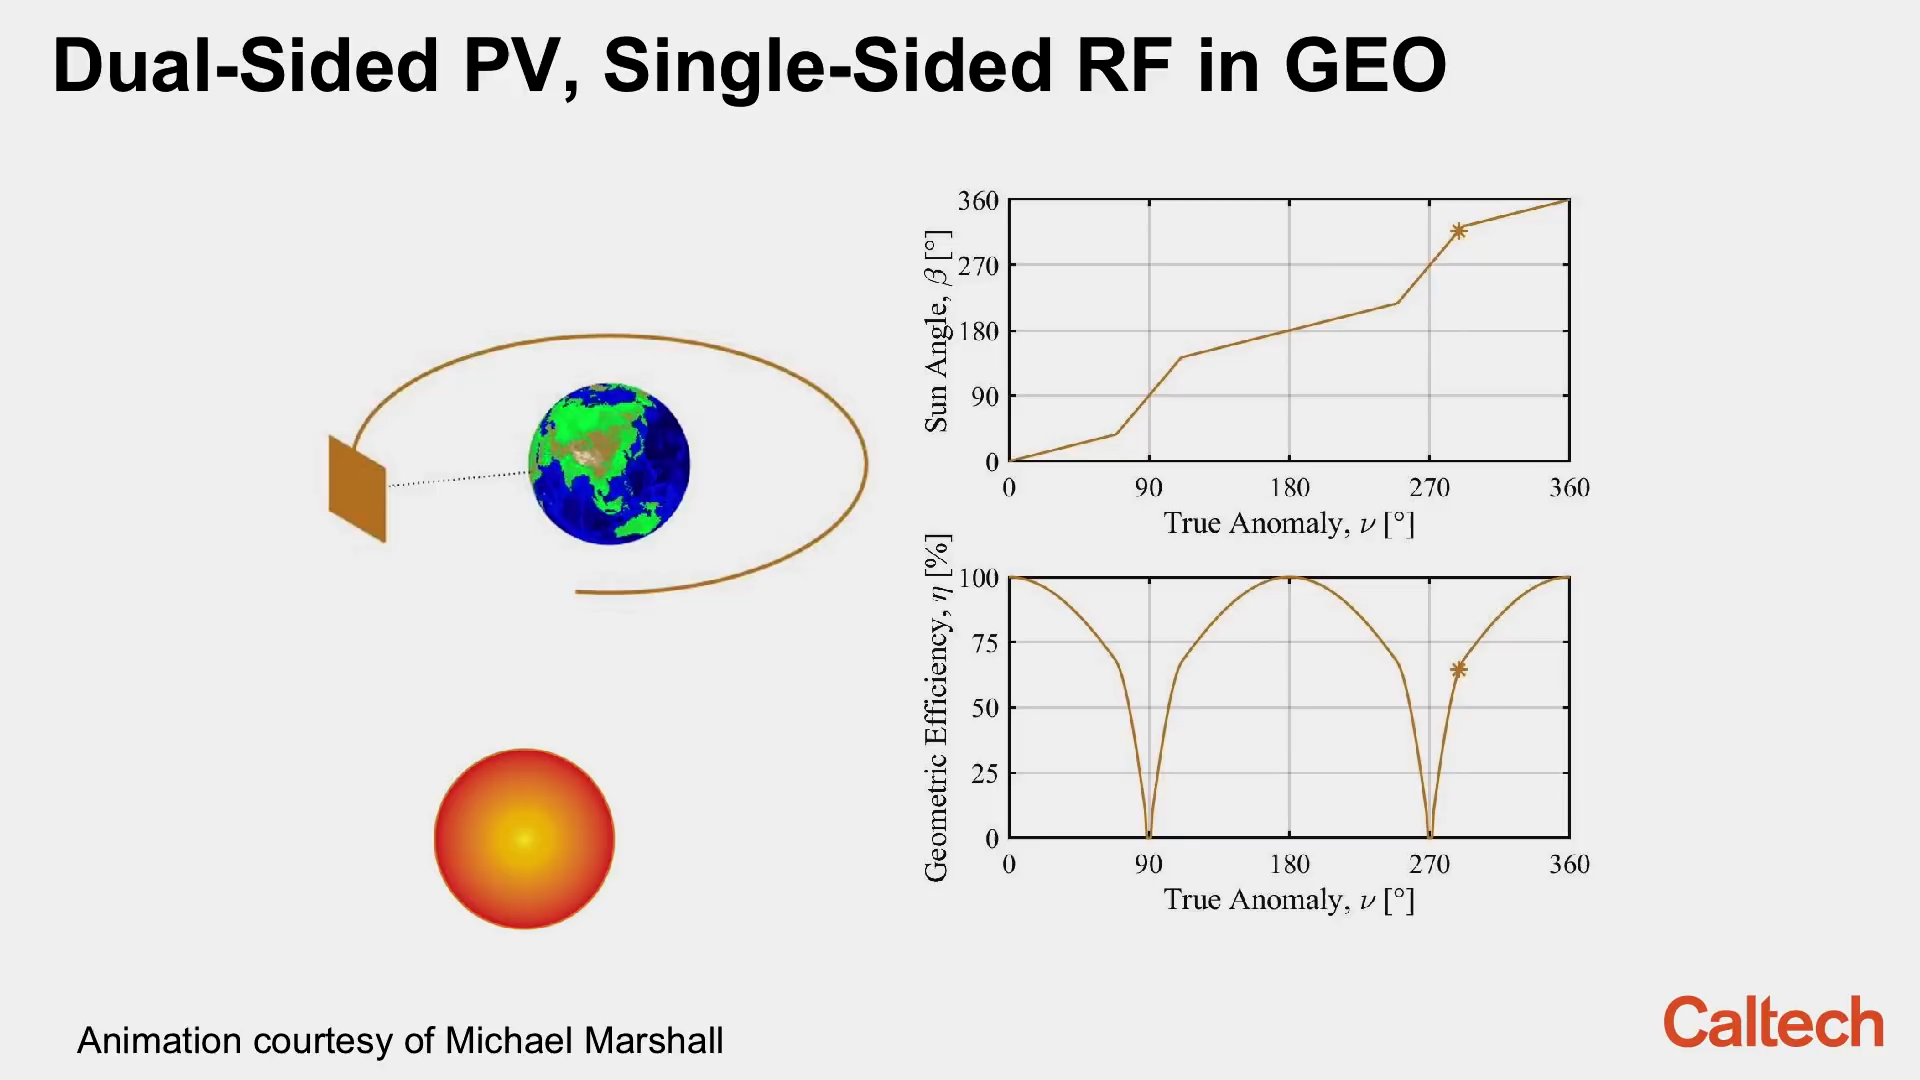 Dual-Sided PV, Single-Sided RF in GEO
360
270
180
90
0
Sun Angle, β [°]
0 90 180 270 360
True Anomaly, ν [°]
100
75
50
25
0
Geometric Efficiency, η [%]
0 90 180 270 360
True Anomaly, ν [°]
Animation courtesy of Michael Marshall
Caltech